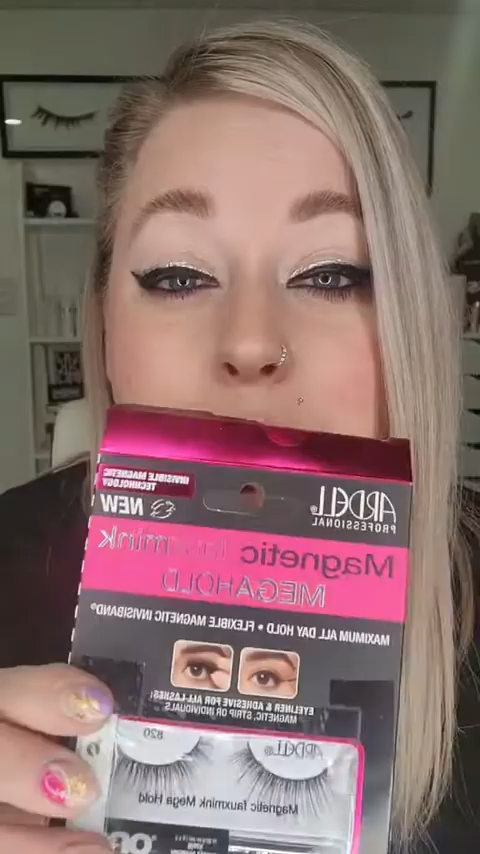 ARDELL®
PROFESSIONAL
INVISIBLE MAGNETIC
TECHNOLOGY
NEW
Magnetic fauxmink
MEGAHOLD
MAXIMUM ALL DAY HOLD • FLEXIBLE MAGNETIC INVISIBAND®
EYELINER & ADHESIVE FOR ALL LASHES:
MAGNETIC, STRIP OR INDIVIDUALS
ARDELL
820
Magnetic fauxmink Mega Hold